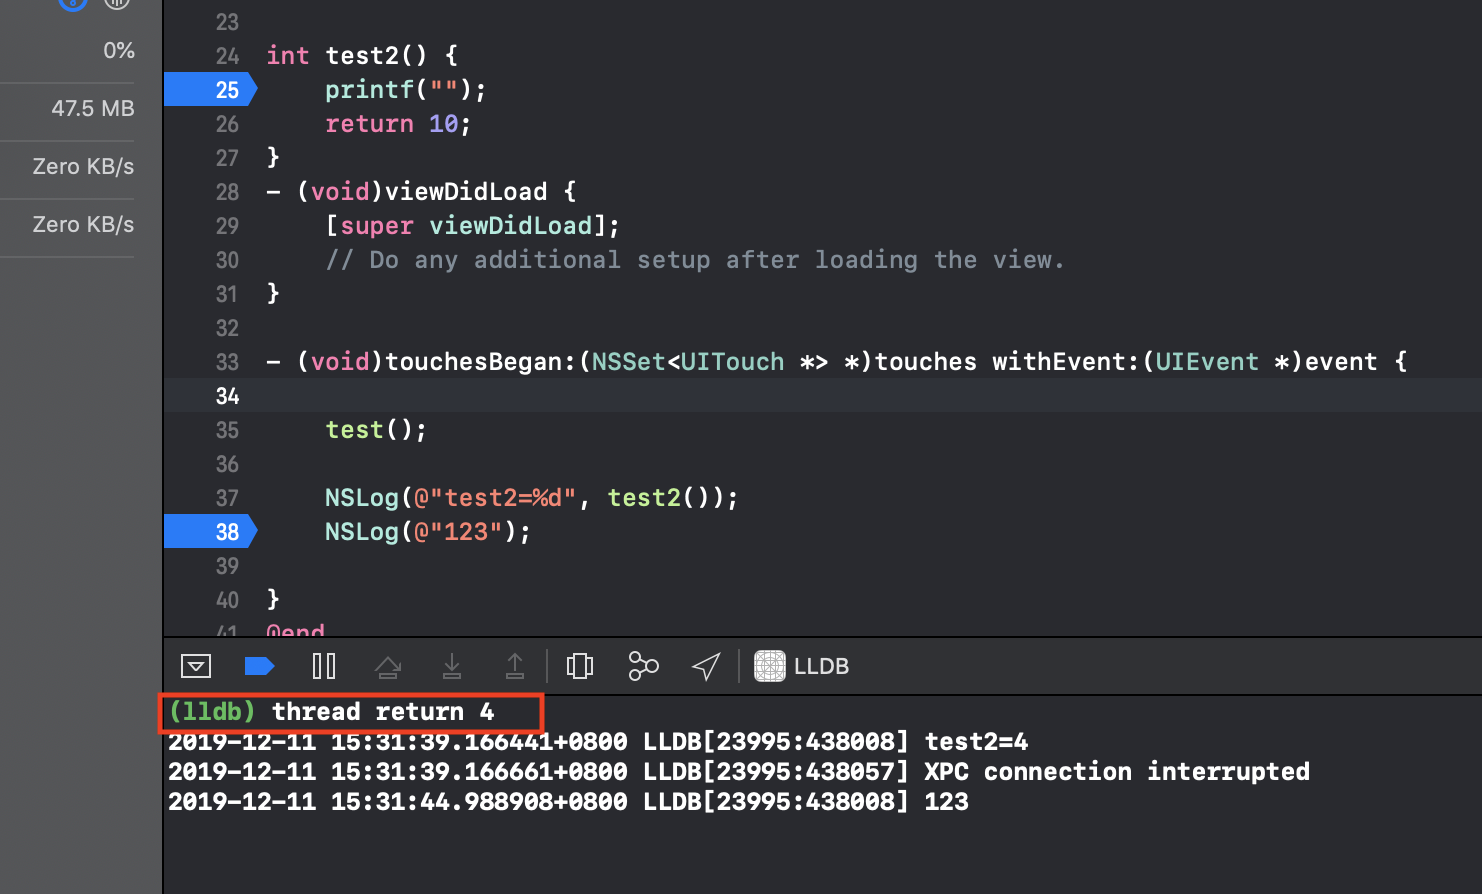 0%
47.5 MB
Zero KB/s
Zero KB/s
23
24 int test2() {
25 printf("");
26 return 10;
27 }
28 - (void)viewDidLoad {
29 [super viewDidLoad];
30 // Do any additional setup after loading the view.
31 }
32
33 - (void)touchesBegan:(NSSet<UITouch *> *)touches withEvent:(UIEvent *)event {
34
35 test();
36
37 NSLog(@"test2=%d", test2());
38 NSLog(@"123");
39
40 }
41 @end
LLDB
(lldb) thread return 4
2019-12-11 15:31:39.166441+0800 LLDB[23995:438008] test2=4
2019-12-11 15:31:39.166661+0800 LLDB[23995:438057] XPC connection interrupted
2019-12-11 15:31:44.988908+0800 LLDB[23995:438008] 123